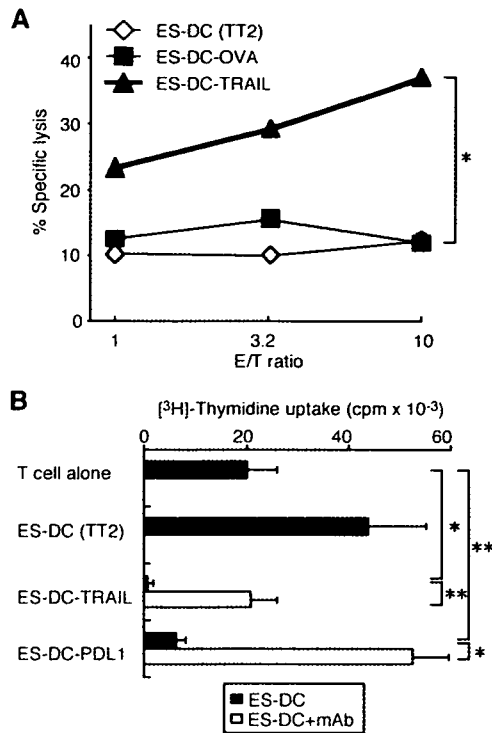 A
ES-DC (TT2)
ES-DC-OVA
ES-DC-TRAIL
% Specific lysis
40
30
20
10
0
*
1 3.2 10
E/T ratio
B
[³H]-Thymidine uptake (cpm x 10⁻³)
0 20 40 60
T cell alone
ES-DC (TT2)
ES-DC-TRAIL
ES-DC-PDL1
*
**
**
*
ES-DC
ES-DC+mAb